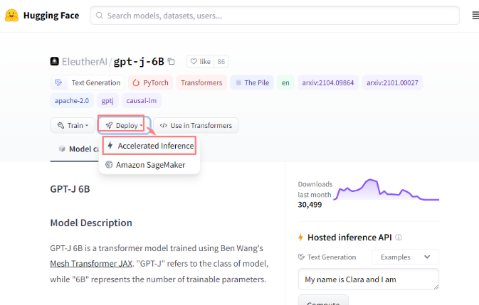 Hugging Face
Search models, datasets, users...
EleutherAI/gpt-j-6B
like 86
Text Generation PyTorch Transformers The Pile en arxiv:2104.09864 arxiv:2101.00027
apache-2.0 gptj causal-lm
Train Deploy Use in Transformers
Model ca
Accelerated Inference
Amazon SageMaker
GPT-J 6B
Model Description
GPT-J 6B is a transformer model trained using Ben Wang's
Mesh Transformer JAX. "GPT-J" refers to the class of model,
while "6B" represents the number of trainable parameters.
Downloads
last month
30,499
Hosted inference API
Text Generation Examples
My name is Clara and I am
Compute